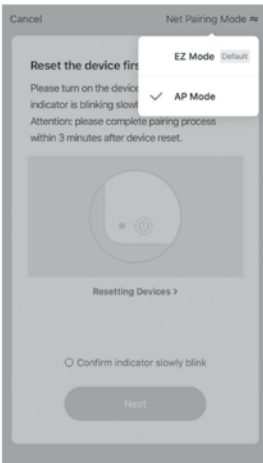 Cancel
Net Pairing Mode ⇋
EZ Mode Default
✓ AP Mode
Reset the device firs
Please turn on the device
indicator is blinking slowl
Attention: please complete pairing process
within 3 minutes after device reset.
Resetting Devices >
Confirm indicator slowly blink
Next